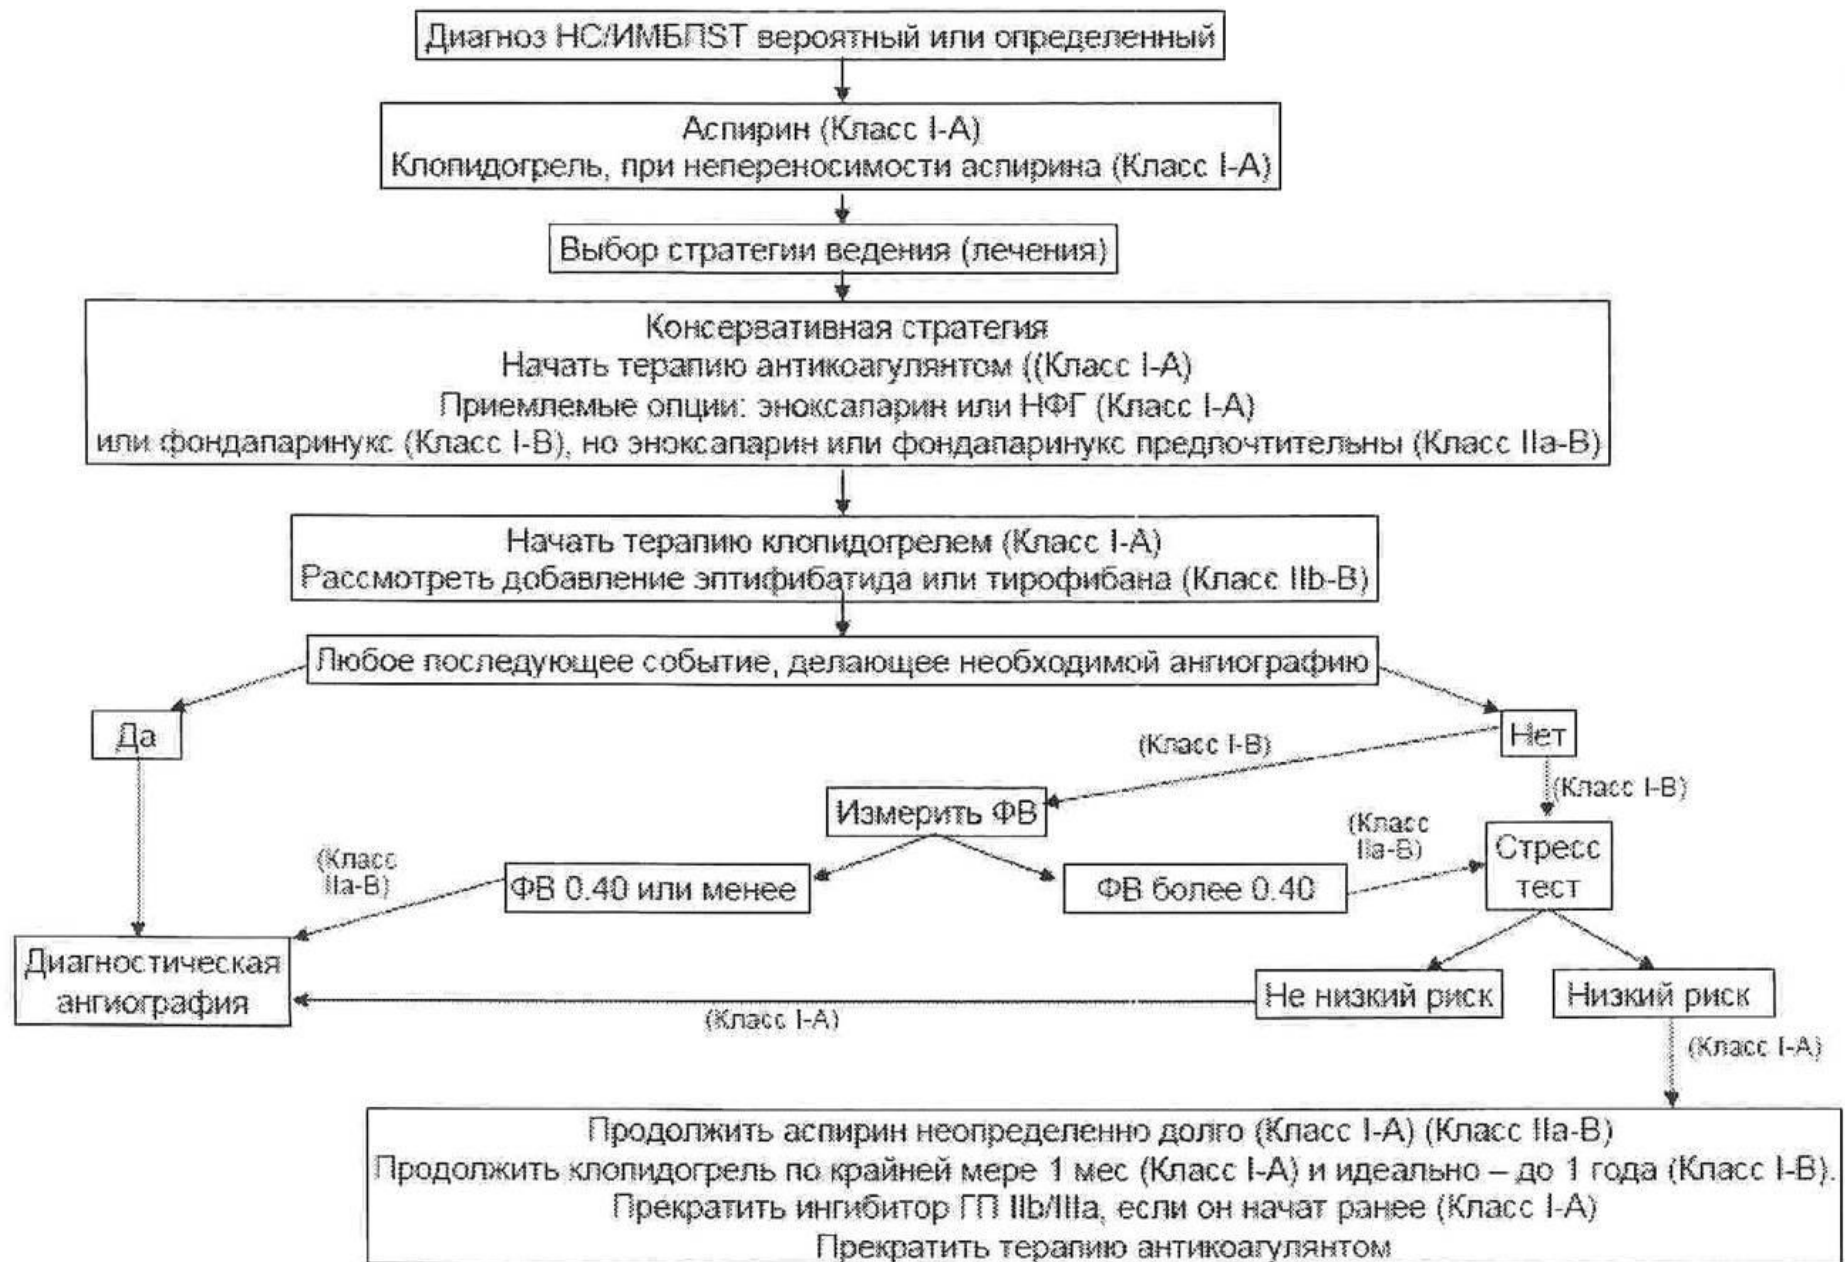 Диагноз НС/ИМБПST вероятный или определенный
Аспирин (Класс I-A)
Клопидогрель, при непереносимости аспирина (Класс I-A)
Выбор стратегии ведения (лечения)
Консервативная стратегия
Начать терапию антикоагулянтом ((Класс I-A)
Приемлемые опции: эноксапарин или НФГ (Класс I-A)
или фондапаринукс (Класс I-B), но эноксапарин или фондапаринукс предпочтительны (Класс IIa-B)
Начать терапию клопидогрелем (Класс I-A)
Рассмотреть добавление эптифибатида или тирофибана (Класс IIb-B)
Любое последующее событие, делающее необходимой ангиографию
Да
Нет
(Класс I-B)
(Класс I-B)
Измерить ФВ
(Класс
IIa-B)
Стресс
тест
(Класс
IIa-B)
ФВ 0.40 или менее
ФВ более 0.40
Диагностическая
ангиография
Не низкий риск
Низкий риск
(Класс I-A)
(Класс I-A)
Продолжить аспирин неопределенно долго (Класс I-A) (Класс IIa-B)
Продолжить клопидогрель по крайней мере 1 мес (Класс I-A) и идеально – до 1 года (Класс I-B).
Прекратить ингибитор ГП IIb/IIIa, если он начат ранее (Класс I-A)
Прекратить терапию антикоагулянтом